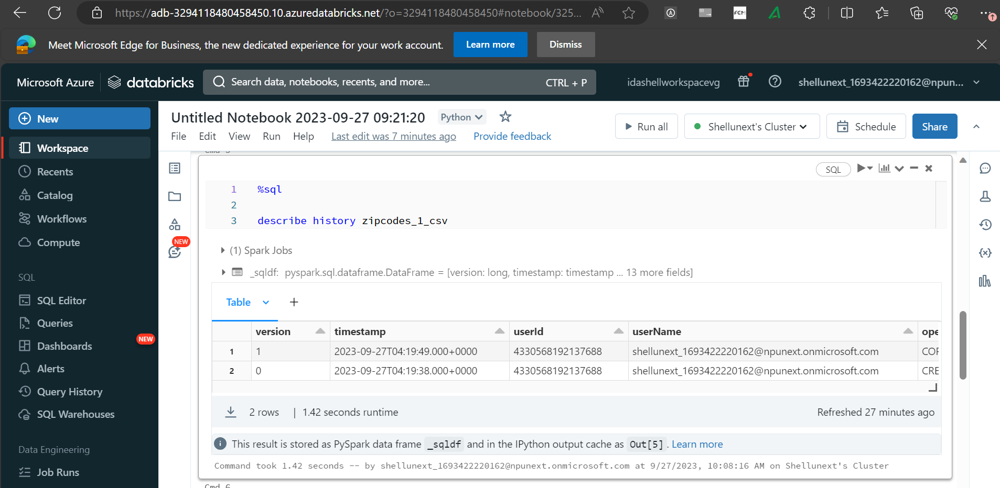 https://adb-3294118480458450.10.azuredatabricks.net/?o=3294118480458450#notebook/325...
FCM
Meet Microsoft Edge for Business, the new dedicated experience for your work account.
Learn more
Dismiss
Microsoft Azure
databricks
Search data, notebooks, recents, and more...
CTRL + P
idashellworkspacevg
shellunext_1693422220162@npun...
New
Workspace
Recents
Catalog
Workflows
Compute
SQL
SQL Editor
Queries
Dashboards
NEW
Alerts
Query History
SQL Warehouses
Data Engineering
Job Runs
Untitled Notebook 2023-09-27 09:21:20
Python
File Edit View Run Help Last edit was 7 minutes ago Provide feedback
Run all
Shellunext's Cluster
Schedule
Share
NEW
SQL
1 %sql
2
3 describe history zipcodes_1_csv
(1) Spark Jobs
_sqldf: pyspark.sql.dataframe.DataFrame = [version: long, timestamp: timestamp ... 13 more fields]
Table +
version timestamp userId userName ope
1 1 2023-09-27T04:19:49.000+0000 4330568192137688 shellunext_1693422220162@npunext.onmicrosoft.com
2 0 2023-09-27T04:19:38.000+0000 4330568192137688 shellunext_1693422220162@npunext.onmicrosoft.com CRE
2 rows | 1.42 seconds runtime
Refreshed 27 minutes ago
This result is stored as PySpark data frame _sqldf and in the IPython output cache as Out[5]. Learn more
Command took 1.42 seconds -- by shellunext_1693422220162@npunext.onmicrosoft.com at 9/27/2023, 10:08:16 AM on Shellunext's Cluster
Cmd 6